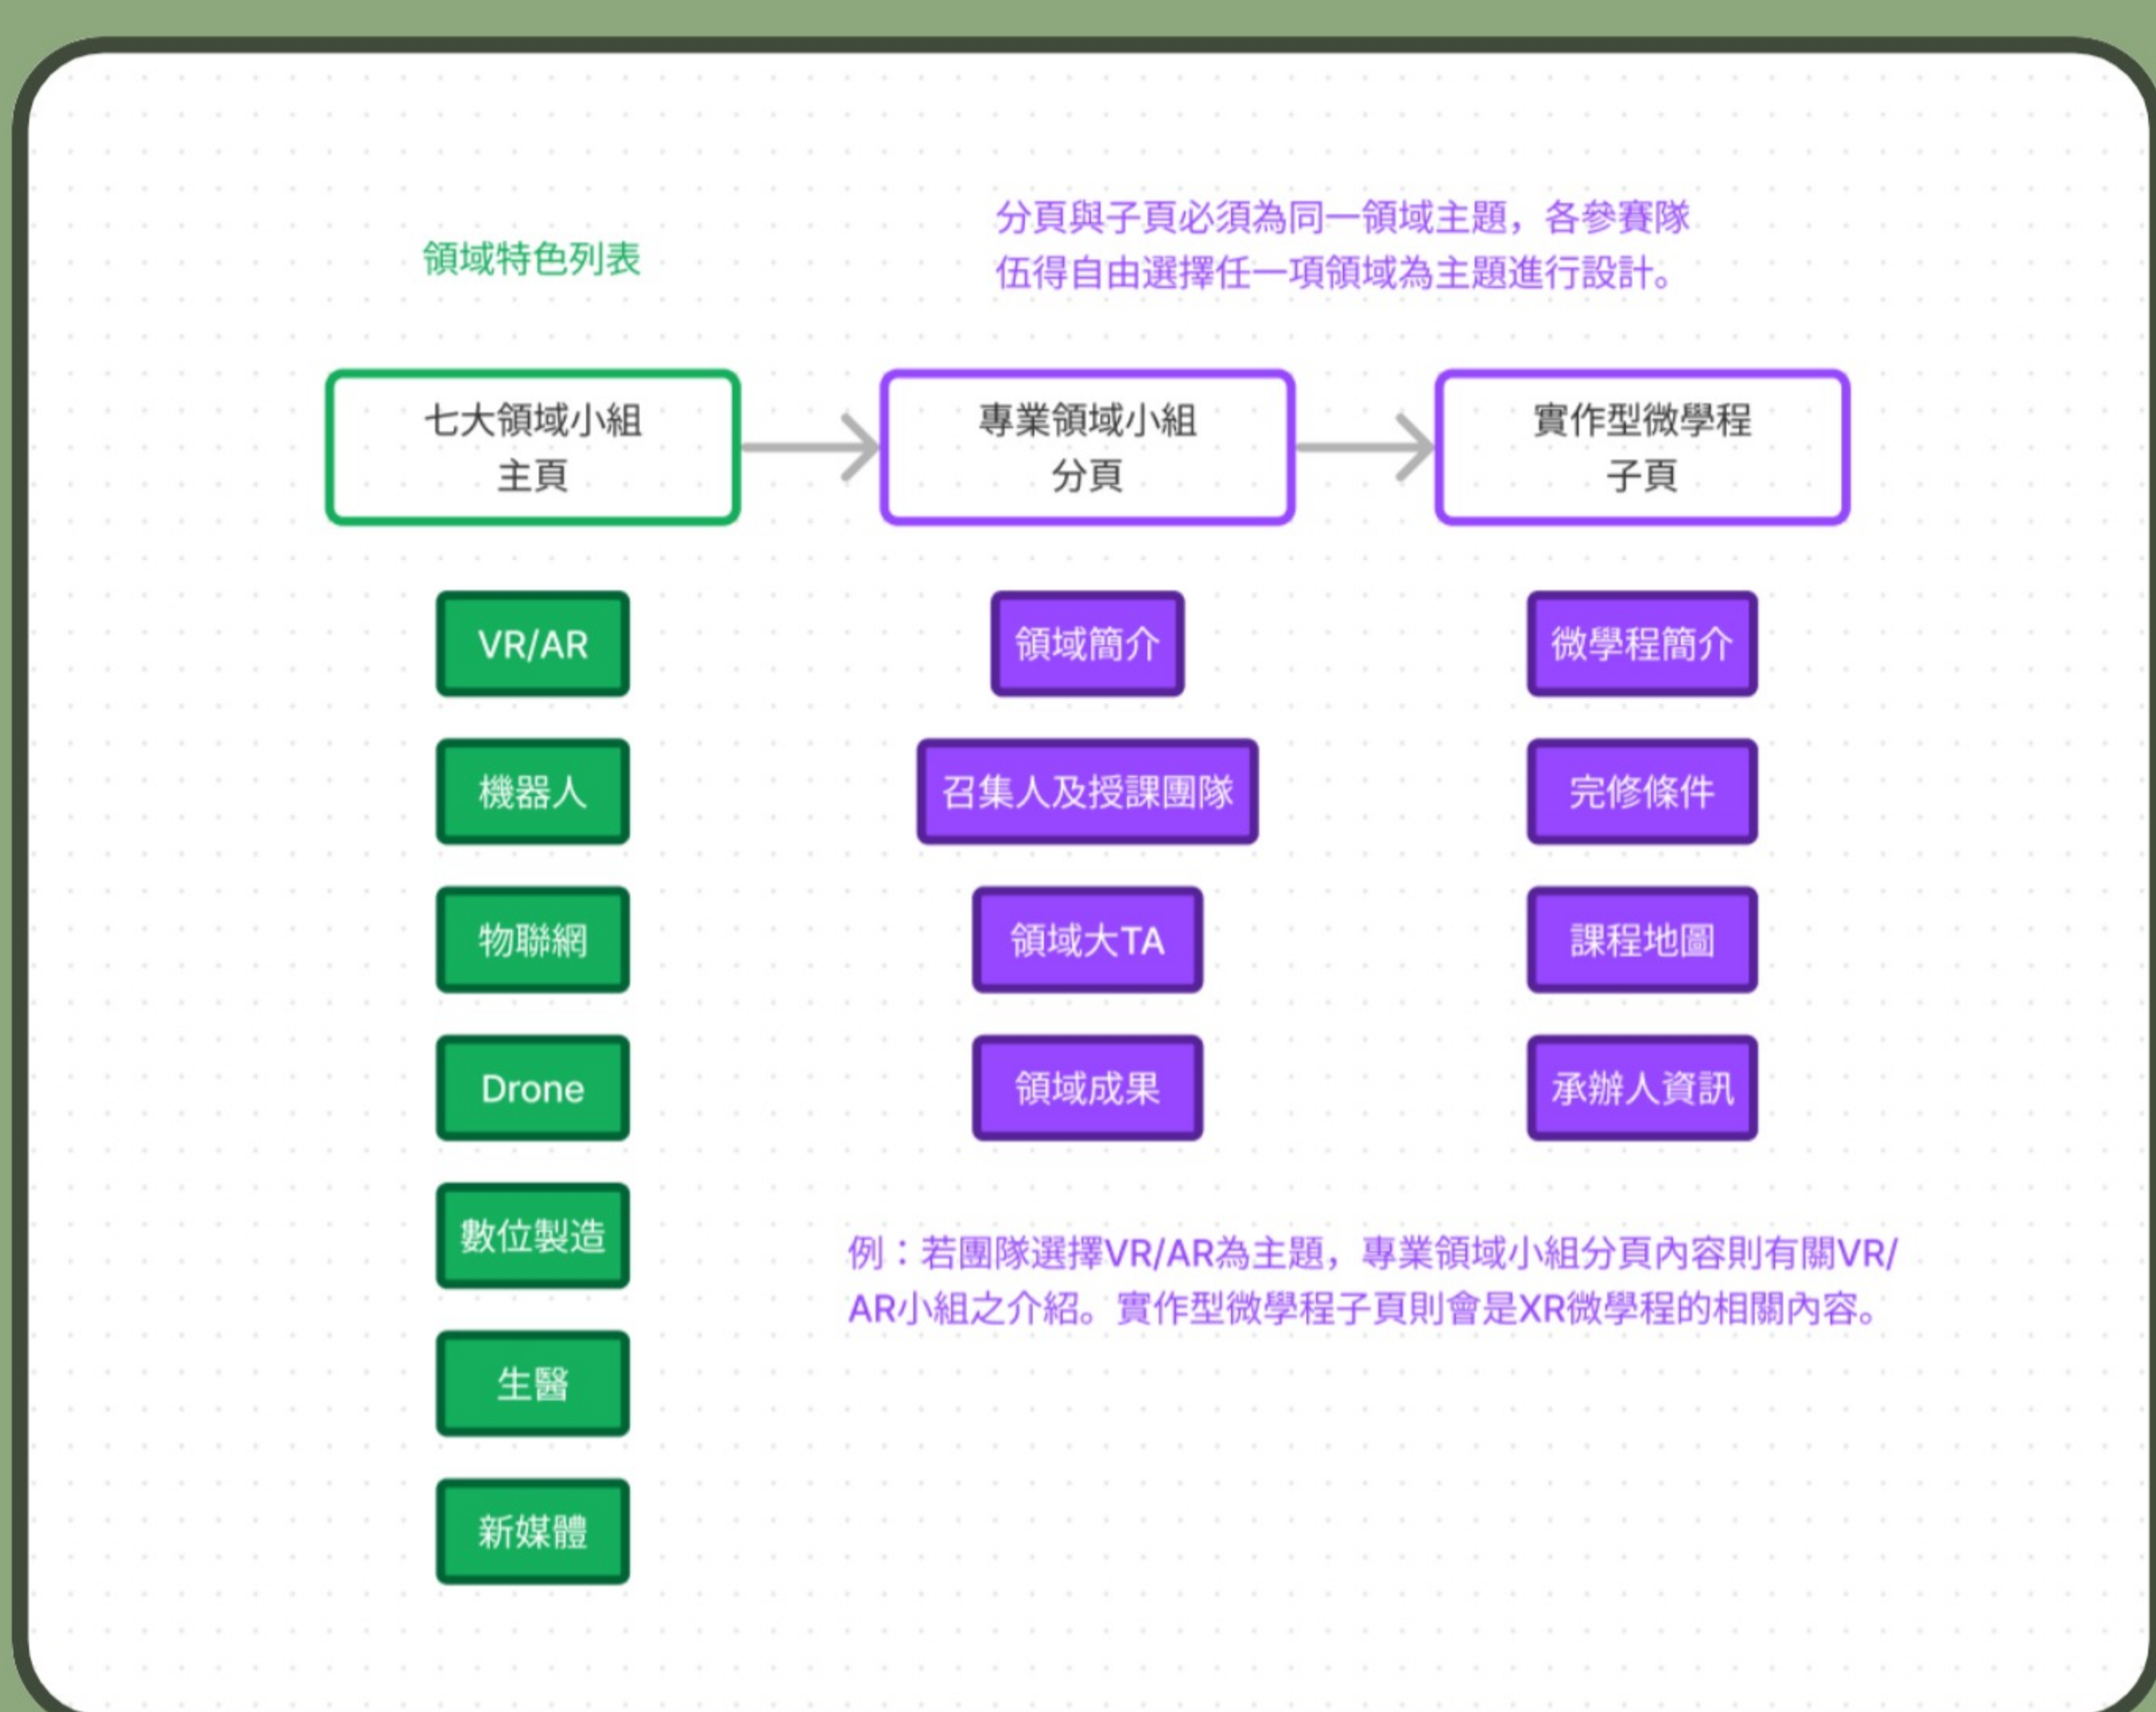 領域特色列表
分頁與子頁必須為同一領域主題，各參賽隊
伍得自由選擇任一項領域為主題進行設計。
七大領域小組
主頁
專業領域小組
分頁
實作型微學程
子頁
VR/AR
機器人
物聯網
Drone
數位製造
生醫
新媒體
領域簡介
召集人及授課團隊
領域大TA
領域成果
微學程簡介
完修條件
課程地圖
承辦人資訊
例：若團隊選擇VR/AR為主題，專業領域小組分頁內容則有關VR/
AR小組之介紹。實作型微學程子頁則會是XR微學程的相關內容。